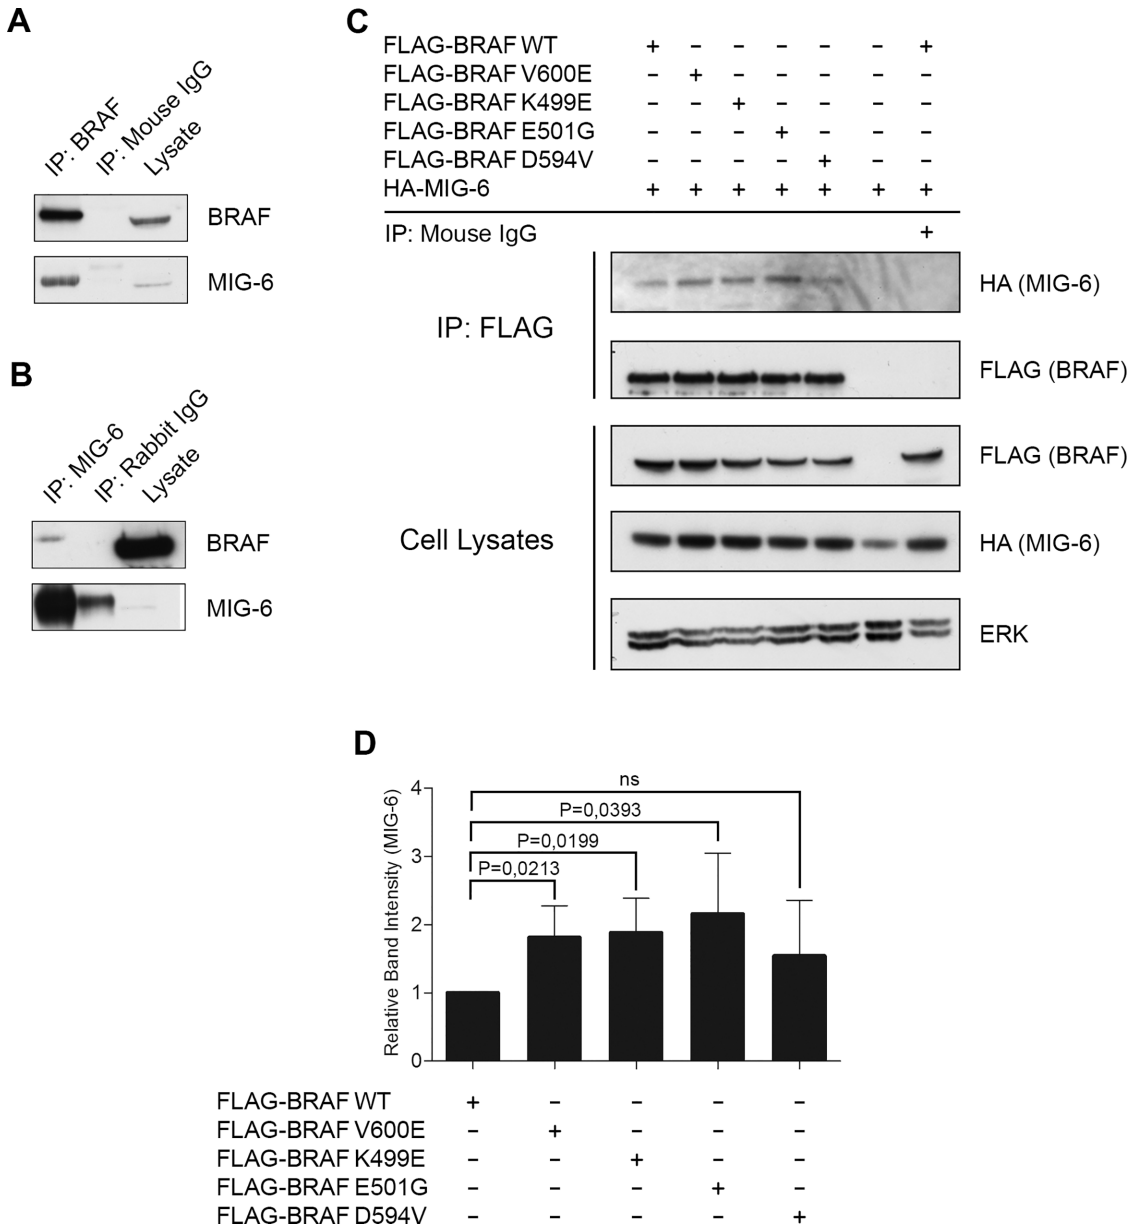 A
IP: BRAF
IP: Mouse IgG
Lysate
BRAF
MIG-6
B
IP: MIG-6
IP: Rabbit IgG
Lysate
BRAF
MIG-6
C
FLAG-BRAF WT + – – – – – +
FLAG-BRAF V600E – + – – – – –
FLAG-BRAF K499E – – + – – – –
FLAG-BRAF E501G – – – + – – –
FLAG-BRAF D594V – – – – + – –
HA-MIG-6 + + + + + + +
IP: Mouse IgG +
IP: FLAG
HA (MIG-6)
FLAG (BRAF)
Cell Lysates
FLAG (BRAF)
HA (MIG-6)
ERK
D
Relative Band Intensity (MIG-6)
4
3
2
1
0
ns
P=0,0393
P=0,0199
P=0,0213
FLAG-BRAF WT + – – – –
FLAG-BRAF V600E – + – – –
FLAG-BRAF K499E – – + – –
FLAG-BRAF E501G – – – + –
FLAG-BRAF D594V – – – – +